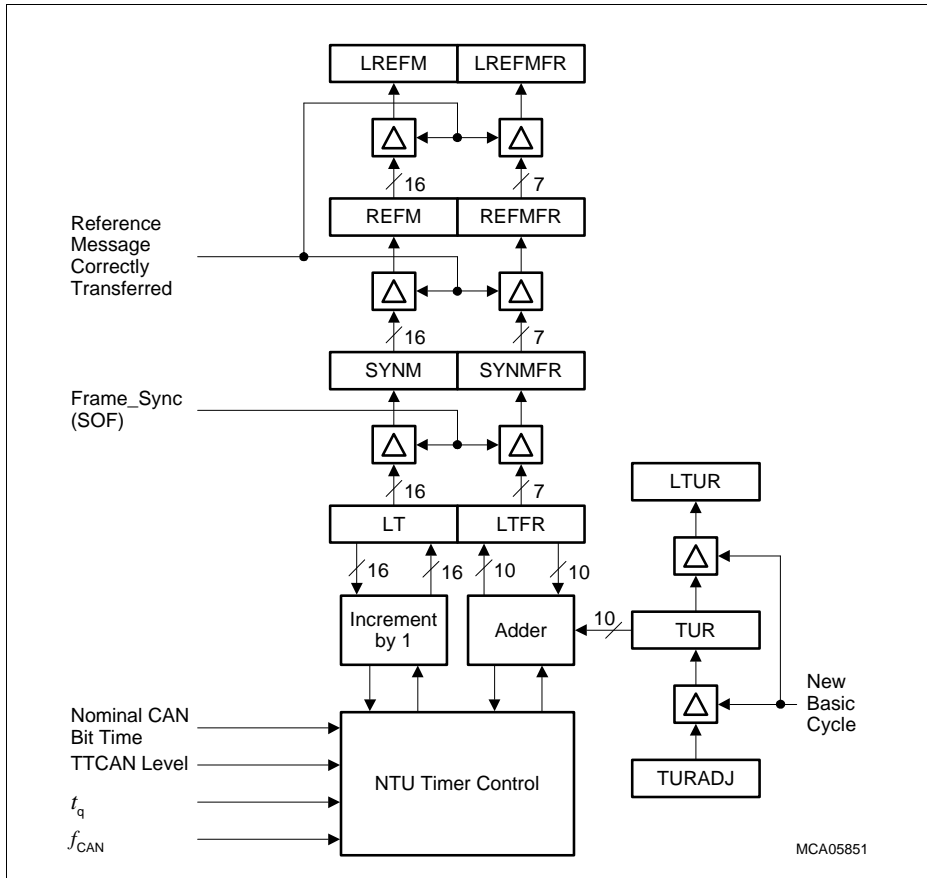 LREFM LREFMFR
16 7
REFM REFMFR
Reference
Message
Correctly
Transferred
16 7
SYNM SYNMFR
Frame_Sync
(SOF)
16 7
LTUR
LT LTFR
16 16 10 10
Increment
by 1
Adder
10
TUR
New
Basic
Cycle
Nominal CAN
Bit Time
TTCAN Level
tq
fCAN
NTU Timer Control
TURADJ
MCA05851